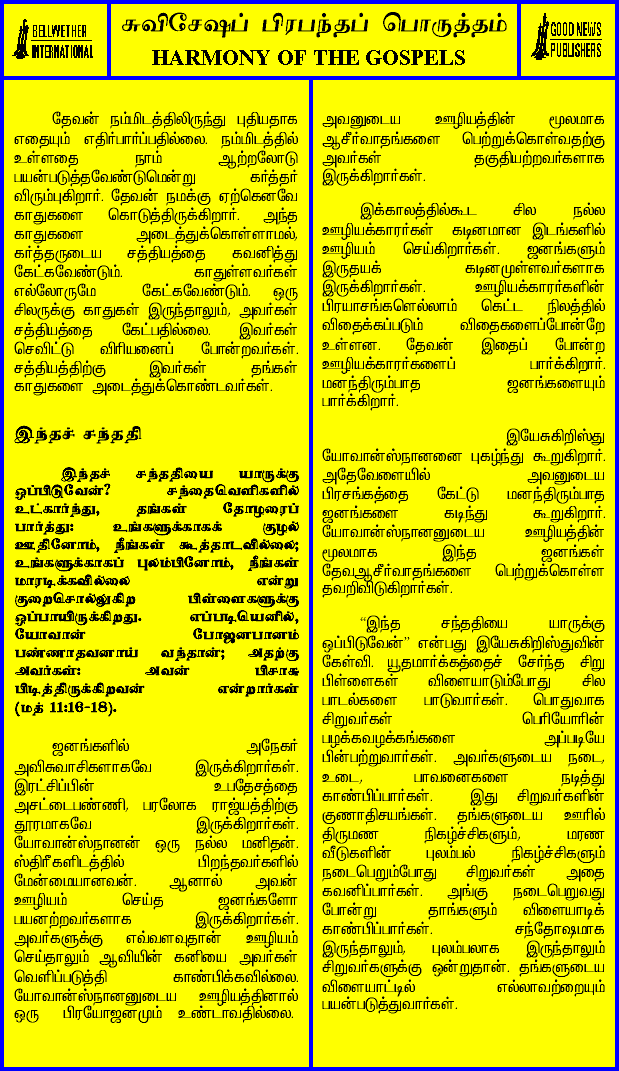 BELLWETHER
INTERNATIONAL
சுவிசேஷப் பிரபந்தப் பொருத்தம்
HARMONY OF THE GOSPELS
GOOD NEWS
PUBLISHERS
தேவன் நம்மிடத்திலிருந்து புதியதாக
எதையும் எதிர்பார்ப்பதில்லை. நம்மிடத்தில்
உள்ளதை நாம் ஆற்றலோடு
பயன்படுத்தவேண்டுமென்று கர்த்தர்
விரும்புகிறார். தேவன் நமக்கு ஏற்கெனவே
காதுகளை கொடுத்திருக்கிறார். அந்த
காதுகளை அடைத்துக்கொள்ளாமல்,
கர்த்தருடைய சத்தியத்தை கவனித்து
கேட்கவேண்டும். காதுள்ளவர்கள்
எல்லோருமே கேட்கவேண்டும். ஒரு
சிலருக்கு காதுகள் இருந்தாலும், அவர்கள்
சத்தியத்தை கேட்பதில்லை. இவர்கள்
செவிட்டு விரியனைப் போன்றவர்கள்.
சத்தியத்திற்கு இவர்கள் தங்கள்
காதுகளை அடைத்துக்கொண்டவர்கள்.
இந்தச் சந்ததி
இந்தச் சந்ததியை யாருக்கு
ஒப்பிடுவேன்? சந்தைவெளிகளில்
உட்கார்ந்து, தங்கள் தோழரைப்
பார்த்து: உங்களுக்காகக் குழல்
ஊதினோம், நீங்கள் கூத்தாடவில்லை;
உங்களுக்காகப் புலம்பினோம், நீங்கள்
மாரடிக்கவில்லை என்று
குறைசொல்லுகிற பிள்ளைகளுக்கு
ஒப்பாயிருக்கிறது. எப்படியெனில்,
யோவான் போஜனபானம்
பண்ணாதவனாய் வந்தான்; அதற்கு
அவர்கள்: அவன் பிசாசு
பிடித்திருக்கிறவன் என்றார்கள்
(மத் 11:16-18).
ஜனங்களில் அநேகர்
அவிசுவாசிகளாகவே இருக்கிறார்கள்.
இரட்சிப்பின் உபதேசத்தை
அசட்டைபண்ணி, பரலோக ராஜ்யத்திற்கு
தூரமாகவே இருக்கிறார்கள்.
யோவான்ஸ்நானன் ஒரு நல்ல மனிதன்.
ஸ்திரீகளிடத்தில் பிறந்தவர்களில்
மேன்மையானவன். ஆனால் அவன்
ஊழியம் செய்த ஜனங்களோ
பயனற்றவர்களாக இருக்கிறார்கள்.
அவர்களுக்கு எவ்வளவுதான் ஊழியம்
செய்தாலும் ஆவியின் கனியை அவர்கள்
வெளிப்படுத்தி காண்பிக்கவில்லை.
யோவான்ஸ்நானனுடைய ஊழியத்தினால்
ஒரு பிரயோஜனமும் உண்டாவதில்லை.
அவனுடைய ஊழியத்தின் மூலமாக
ஆசீர்வாதங்களை பெற்றுக்கொள்வதற்கு
அவர்கள் தகுதியற்றவர்களாக
இருக்கிறார்கள்.
இக்காலத்தில்கூட சில நல்ல
ஊழியக்காரர்கள் கடினமான இடங்களில்
ஊழியம் செய்கிறார்கள். ஜனங்களும்
இருதயக் கடினமுள்ளவர்களாக
இருக்கிறார்கள். ஊழியக்காரர்களின்
பிரயாசங்களெல்லாம் கெட்ட நிலத்தில்
விதைக்கப்படும் விதைகளைப்போன்றே
உள்ளன. தேவன் இதைப் போன்ற
ஊழியக்காரர்களைப் பார்க்கிறார்.
மனந்திரும்பாத ஜனங்களையும்
பார்க்கிறார்.
இயேசுகிறிஸ்து
யோவான்ஸ்நானனை புகழ்ந்து கூறுகிறார்.
அதேவேளையில் அவனுடைய
பிரசங்கத்தை கேட்டு மனந்திரும்பாத
ஜனங்களை கடிந்து கூறுகிறார்.
யோவான்ஸ்நானனுடைய ஊழியத்தின்
மூலமாக இந்த ஜனங்கள்
தேவஆசீர்வாதங்களை பெற்றுக்கொள்ள
தவறிவிடுகிறார்கள்.
“இந்த சந்ததியை யாருக்கு
ஒப்பிடுவேன்” என்பது இயேசுகிறிஸ்துவின்
கேள்வி. யூதமார்க்கத்தைச் சேர்ந்த சிறு
பிள்ளைகள் விளையாடும்போது சில
பாடல்களை பாடுவார்கள். பொதுவாக
சிறுவர்கள் பெரியோரின்
பழக்கவழக்கங்களை அப்படியே
பின்பற்றுவார்கள். அவர்களுடைய நடை,
உடை, பாவனைகளை நடித்து
காண்பிப்பார்கள். இது சிறுவர்களின்
குணாதிசயங்கள். தங்களுடைய ஊரில்
திருமண நிகழ்ச்சிகளும், மரண
வீடுகளின் புலம்பல் நிகழ்ச்சிகளும்
நடைபெறும்போது சிறுவர்கள் அதை
கவனிப்பார்கள். அங்கு நடைபெறுவது
போன்று தாங்களும் விளையாடிக்
காண்பிப்பார்கள். சந்தோஷமாக
இருந்தாலும், புலம்பலாக இருந்தாலும்
சிறுவர்களுக்கு ஒன்றுதான். தங்களுடைய
விளையாட்டில் எல்லாவற்றையும்
பயன்படுத்துவார்கள்.